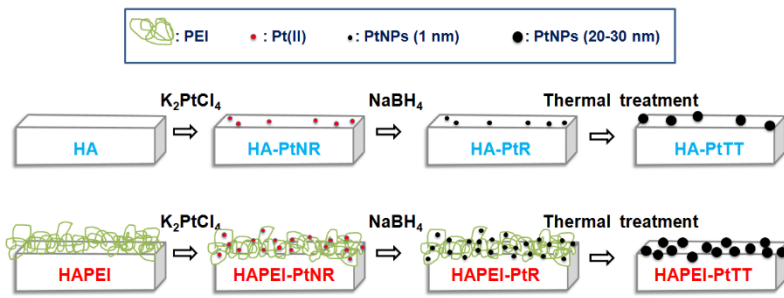 : PEI : Pt(II) : PtNPs (1 nm) : PtNPs (20-30 nm)
K₂PtCl₄ NaBH₄ Thermal treatment
HA HA-PtNR HA-PtR HA-PtTT
K₂PtCl₄ NaBH₄ Thermal treatment
HAPEI HAPEI-PtNR HAPEI-PtR HAPEI-PtTT